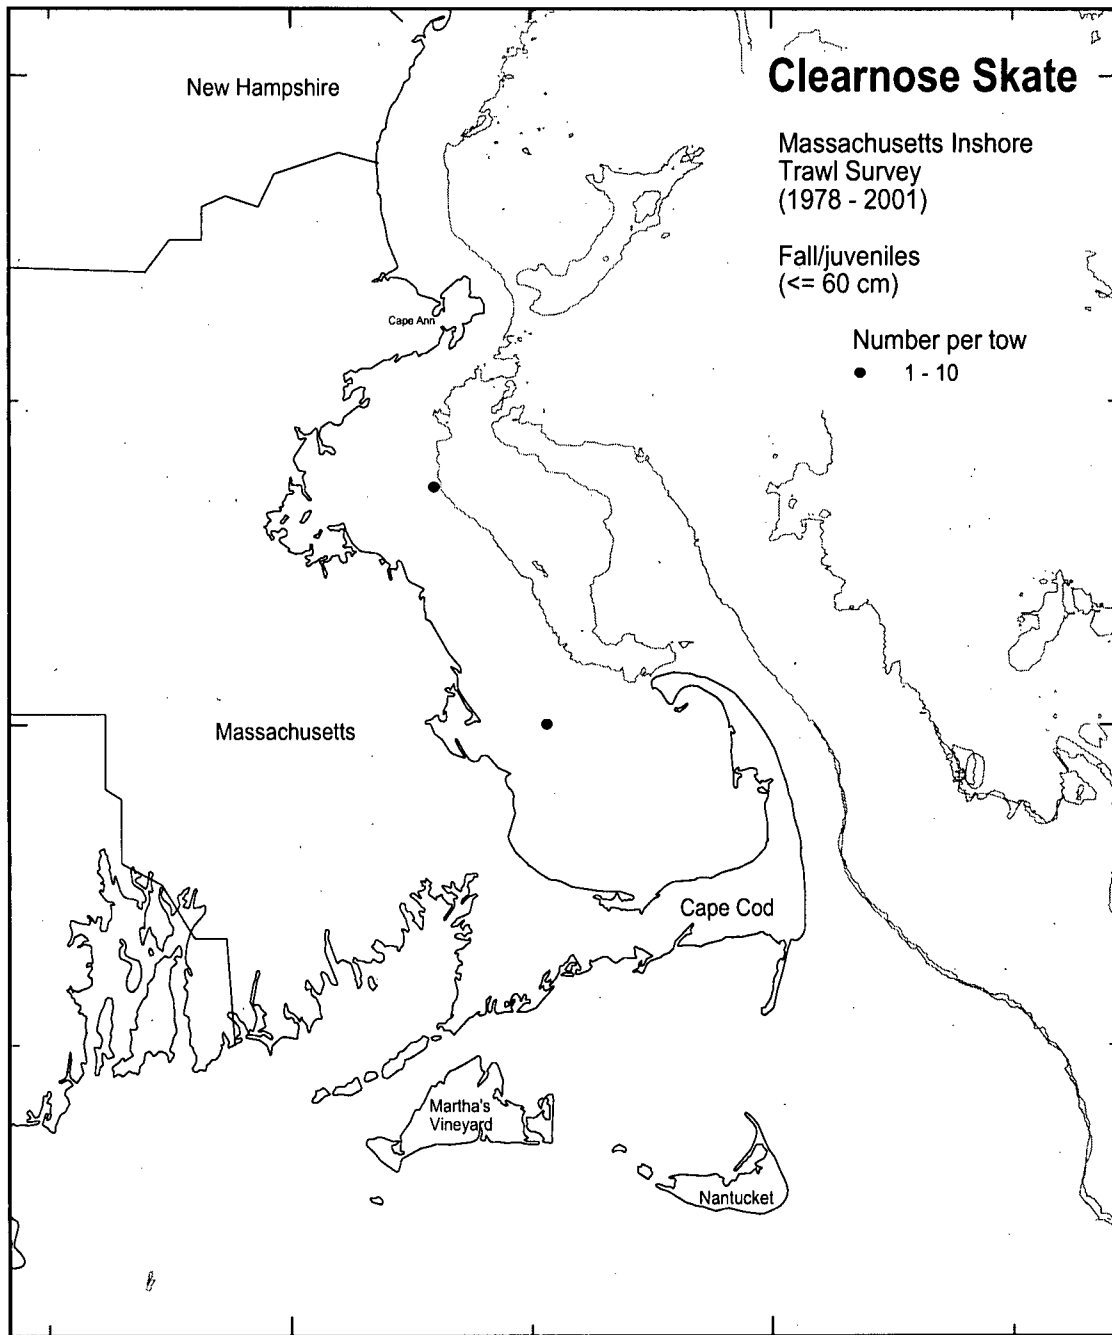 New Hampshire
Clearnose Skate
Massachusetts Inshore
Trawl Survey
(1978 - 2001)
Fall/juveniles
(<= 60 cm)
Number per tow
1 - 10
Cape Ann
Massachusetts
Cape Cod
Martha's
Vineyard
Nantucket